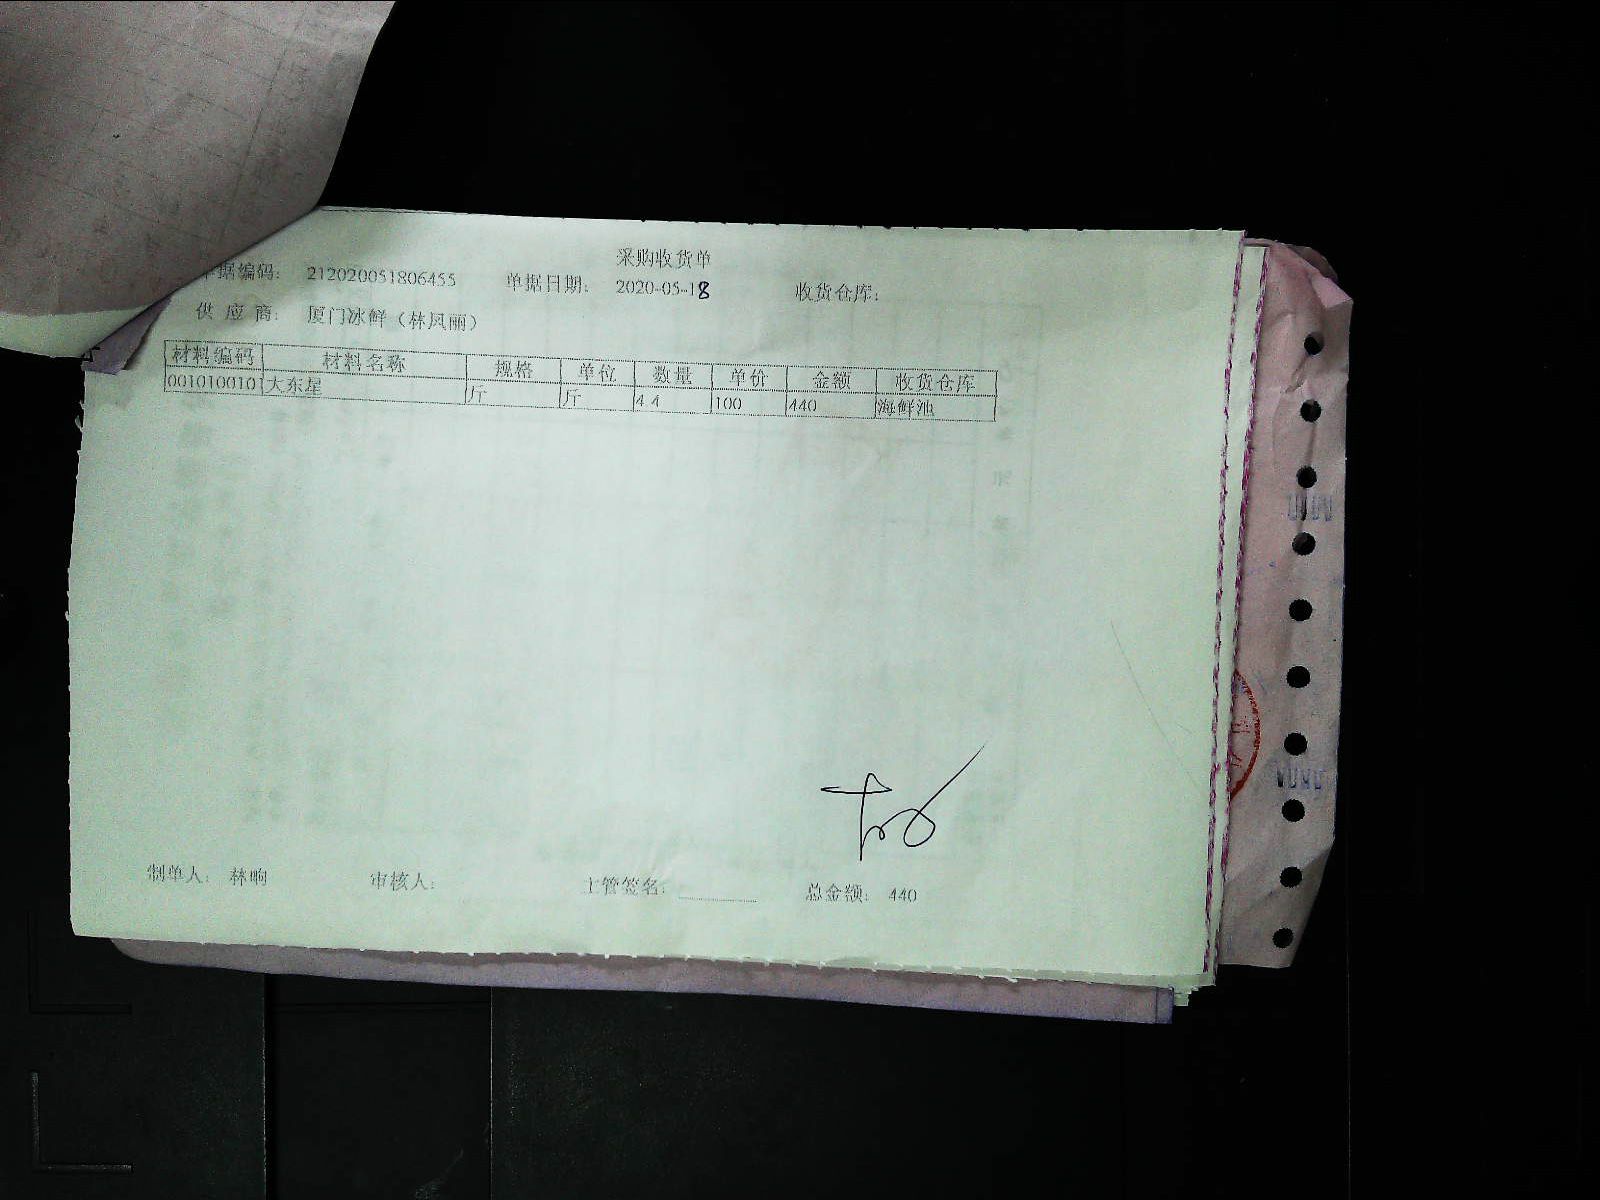 采购收货单
单据编码: 212020051806455 单据日期: 2020-05-18 收货仓库:
供 应 商: 厦门冰鲜（林凤丽）
材料编码 材料名称 规格 单位 数量 单价 金额 收货仓库
001010010 大东星 斤 斤 4.4 100 440 海鲜池
制单人: 林晌 审核人: 主管签名: 总金额: 440